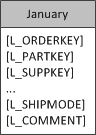 January
[L_ORDERKEY]
[L_PARTKEY]
[L_SUPPKEY]
...
[L_SHIPMODE]
[L_COMMENT]